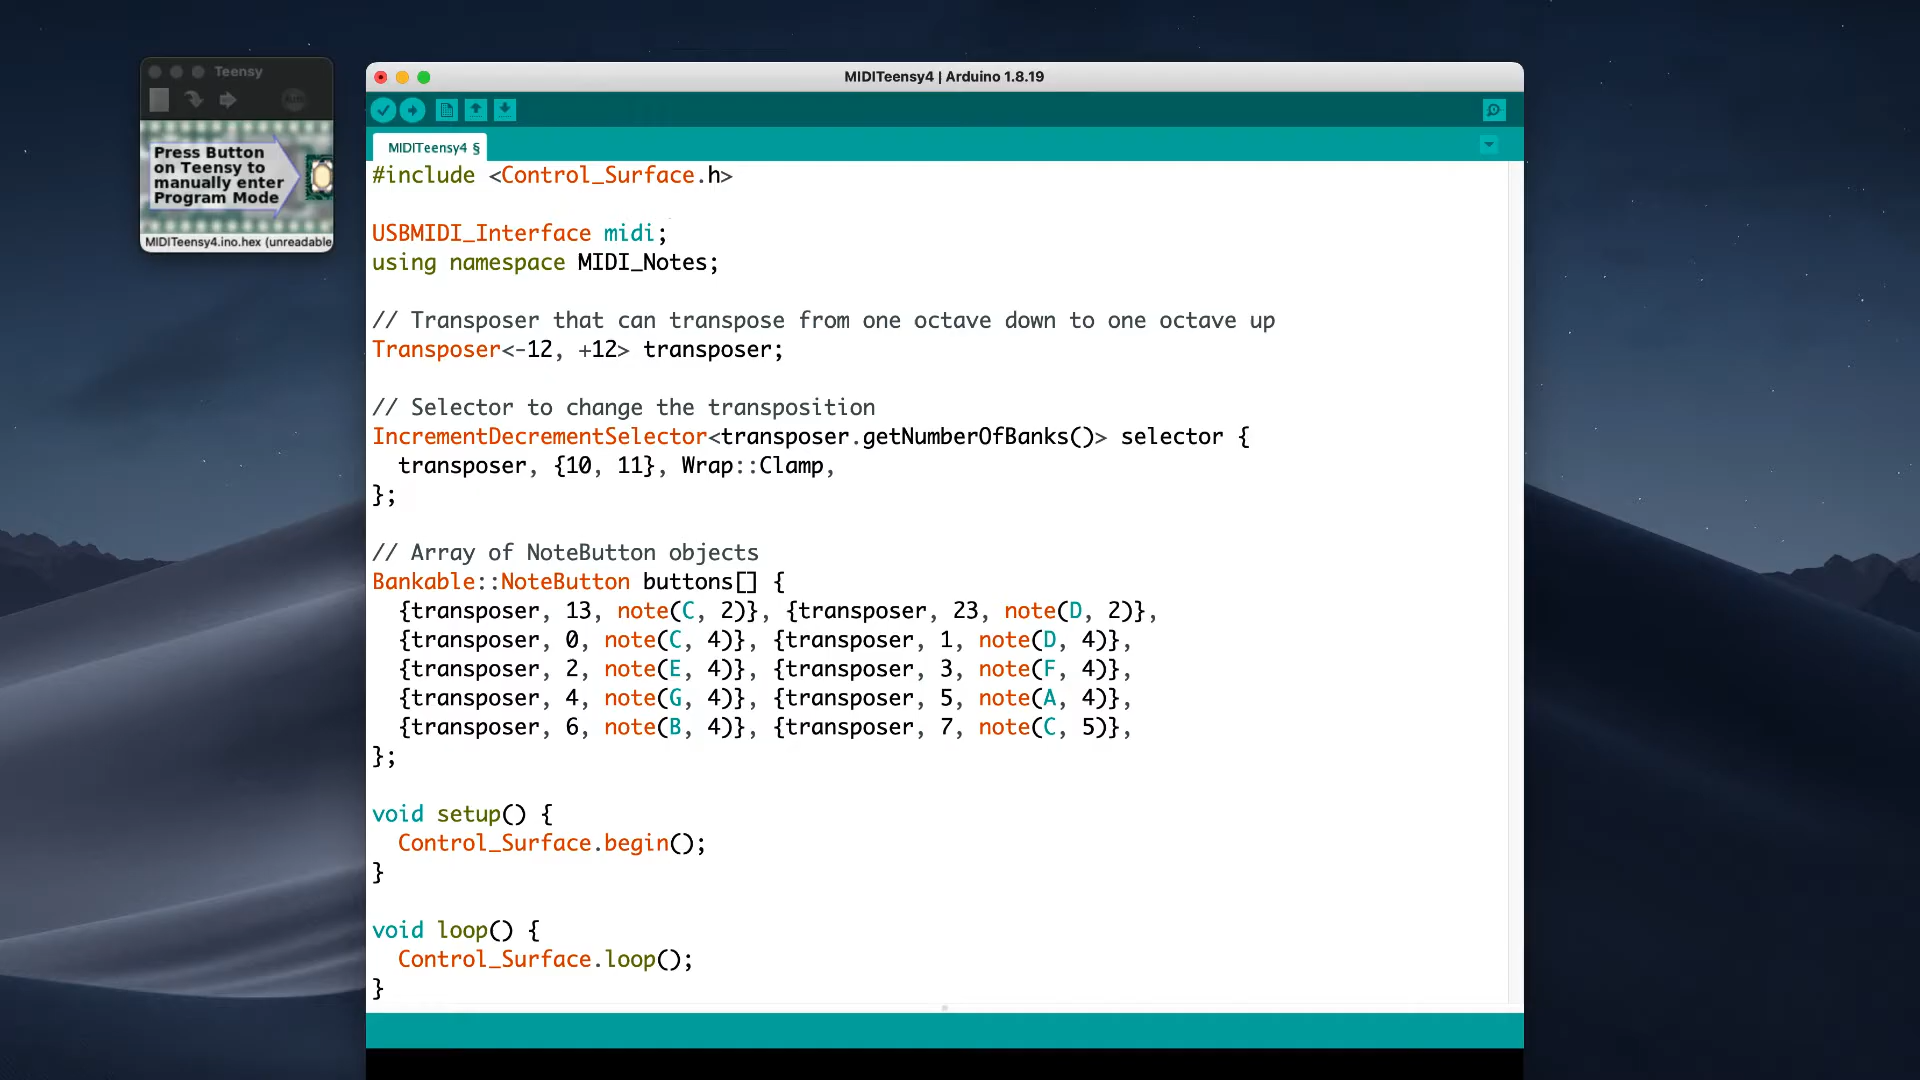 Teensy
Auto
Press Button
on Teensy to
manually enter
Program Mode
MIDITeensy4.ino.hex (unreadable
MIDITeensy4 | Arduino 1.8.19
MIDITeensy4 §
#include <Control_Surface.h>
USBMIDI_Interface midi;
using namespace MIDI_Notes;
// Transposer that can transpose from one octave down to one octave up
Transposer<-12, +12> transposer;
// Selector to change the transposition
IncrementDecrementSelector<transposer.getNumberOfBanks()> selector {
  transposer, {10, 11}, Wrap::Clamp,
};
// Array of NoteButton objects
Bankable::NoteButton buttons[] {
  {transposer, 13, note(C, 2)}, {transposer, 23, note(D, 2)},
  {transposer, 0, note(C, 4)}, {transposer, 1, note(D, 4)},
  {transposer, 2, note(E, 4)}, {transposer, 3, note(F, 4)},
  {transposer, 4, note(G, 4)}, {transposer, 5, note(A, 4)},
  {transposer, 6, note(B, 4)}, {transposer, 7, note(C, 5)},
};
void setup() {
  Control_Surface.begin();
}
void loop() {
  Control_Surface.loop();
}